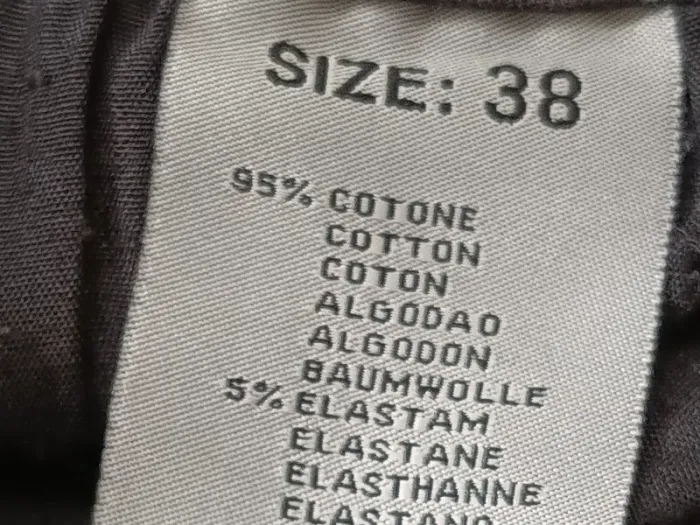 SIZE: 38
95% COTONE
COTTON
COTON
ALGODAO
ALGODON
BAUMWOLLE
5% ELASTAM
ELASTANE
ELASTHANNE